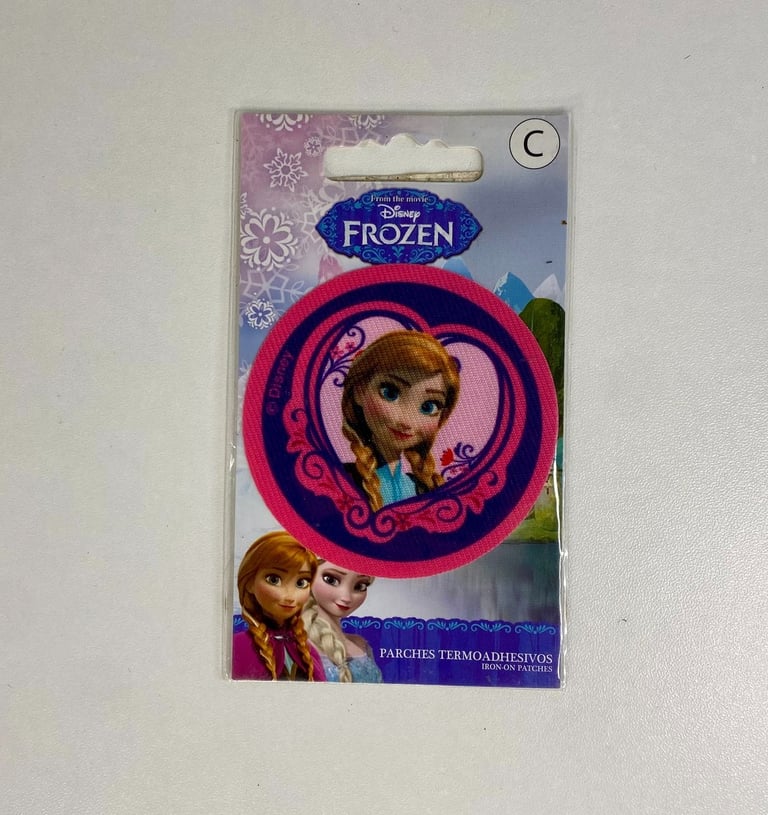 C
From the movie
Disney
FROZEN
© Disney
PARCHES TERMOADHESIVOS
IRON-ON PATCHES